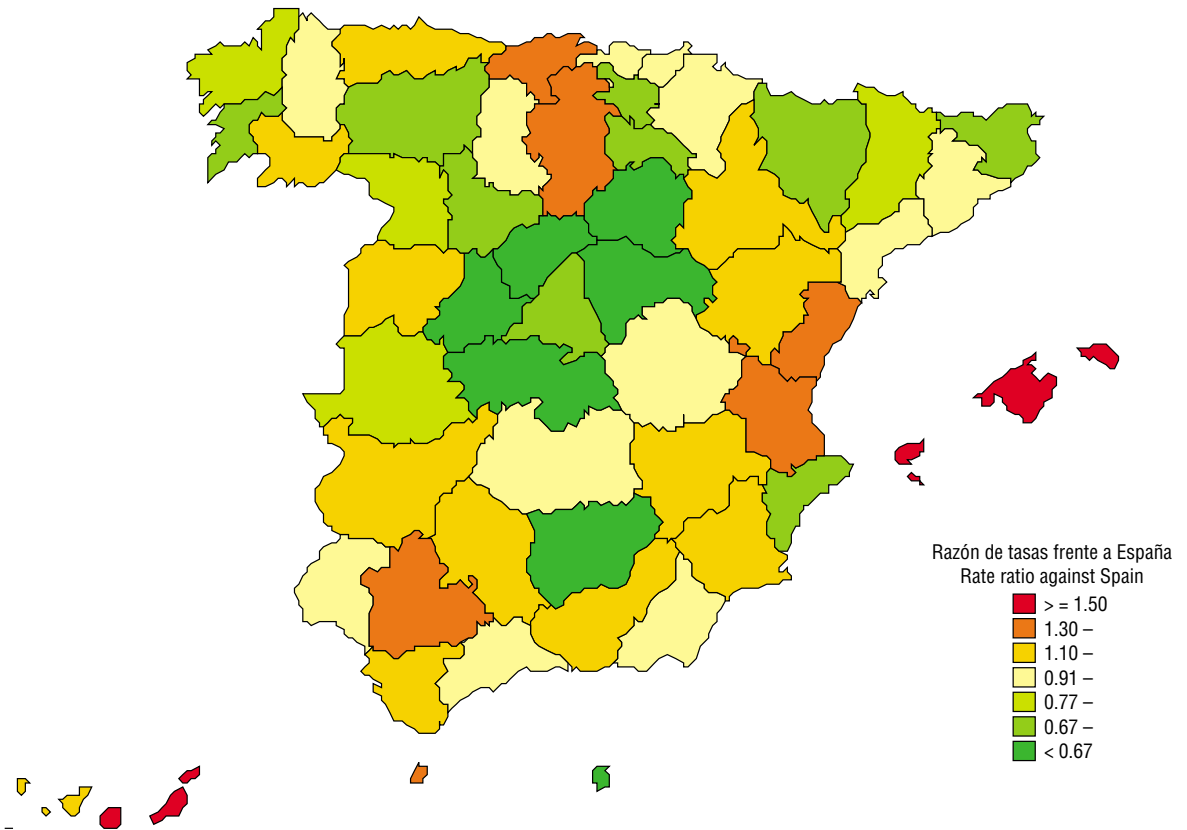 Razón de tasas frente a España
Rate ratio against Spain
> = 1.50
1.30 –
1.10 –
0.91 –
0.77 –
0.67 –
< 0.67